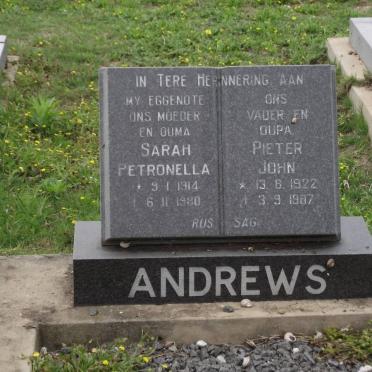 IN TERE HERINNERING AAN
MY EGGENOTE
ONS MOEDER
EN OUMA
SARAH
PETRONELLA
* 9·1·1914
† 6·11·1980
ONS
VADER EN
OUPA
PIETER
JOHN
* 13·6·1922
† 3·9·1987
RUS SAG
ANDREWS